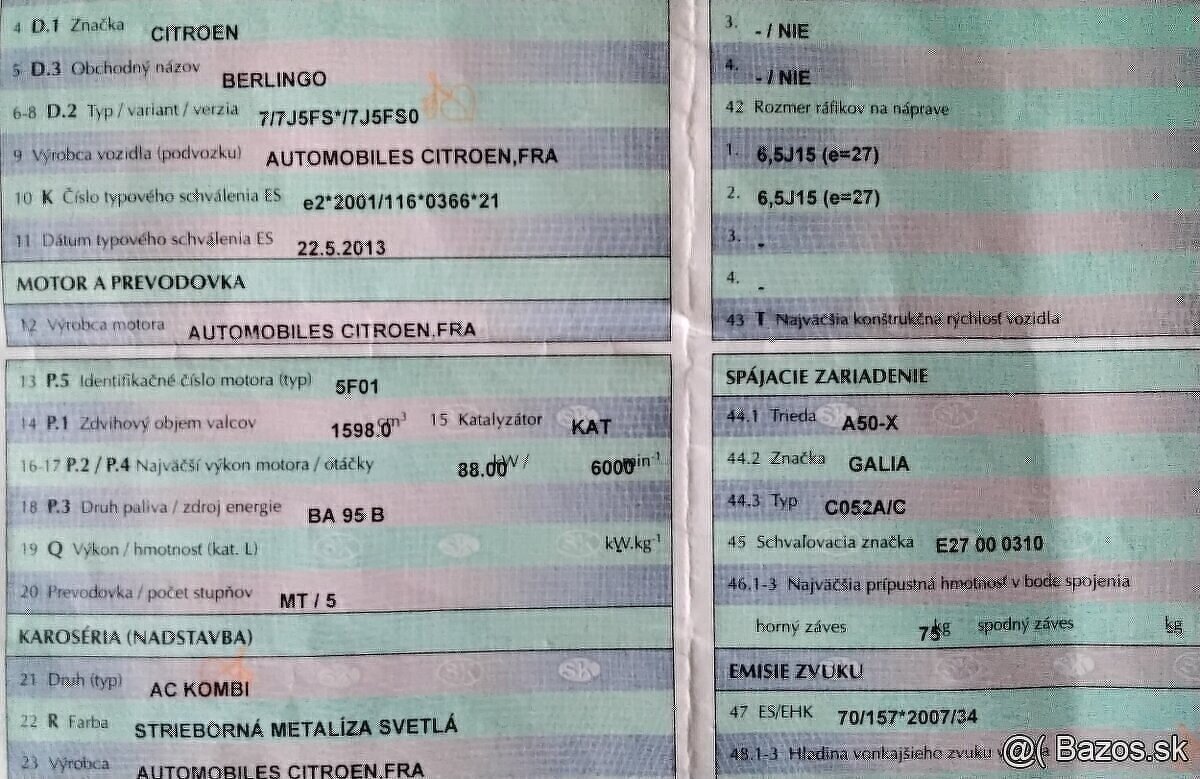 4 D.1 Značka CITROEN
5 D.3 Obchodný názov BERLINGO
6-8 D.2 Typ / variant / verzia 7/7J5FS*/7J5FS0
9 Výrobca vozidla (podvozku) AUTOMOBILES CITROEN,FRA
10 K Číslo typového schválenia ES e2*2001/116*0366*21
11 Dátum typového schválenia ES 22.5.2013
MOTOR A PREVODOVKA
12 Výrobca motora AUTOMOBILES CITROEN,FRA
13 P.5 Identifikačné číslo motora (typ) 5F01
14 P.1 Zdvihový objem valcov 1598.0 cm³ 15 Katalyzátor KAT
16-17 P.2 / P.4 Najväčší výkon motora / otáčky 88.00 kW / 6000 min⁻¹
18 P.3 Druh paliva / zdroj energie BA 95 B
19 Q Výkon / hmotnosť (kat. L) kW.kg⁻¹
20 Prevodovka / počet stupňov MT / 5
KAROSÉRIA (NADSTAVBA)
21 Druh (typ) AC KOMBI
22 R Farba STRIEBORNÁ METALÍZA SVETLÁ
23 Výrobca AUTOMOBILES CITROEN,FRA
3. - / NIE
4. - / NIE
42 Rozmer ráfikov na náprave
1. 6,5J15 (e=27)
2. 6,5J15 (e=27)
3. -
4. -
43 T Najväčšia konštrukčná rýchlosť vozidla
SPÁJACIE ZARIADENIE
44.1 Trieda A50-X
44.2 Značka GALIA
44.3 Typ C052A/C
45 Schvaľovacia značka E27 00 0310
46.1-3 Najväčšia prípustná hmotnosť v bode spojenia
horný záves 75 kg spodný záves kg
EMISIE ZVUKU
47 ES/EHK 70/157*2007/34
48.1-3 Hladina vonkajšieho zvuku
@( Bazos.sk